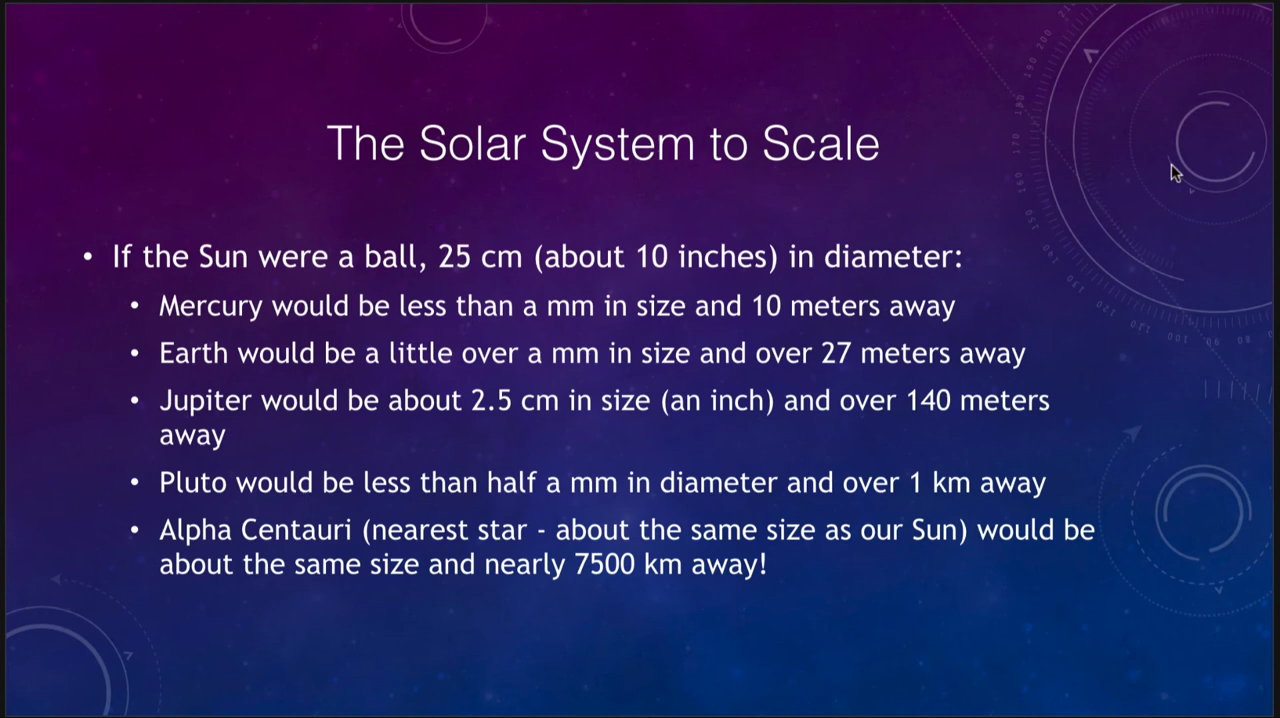 The Solar System to Scale
• If the Sun were a ball, 25 cm (about 10 inches) in diameter:
• Mercury would be less than a mm in size and 10 meters away
• Earth would be a little over a mm in size and over 27 meters away
• Jupiter would be about 2.5 cm in size (an inch) and over 140 meters
away
• Pluto would be less than half a mm in diameter and over 1 km away
• Alpha Centauri (nearest star - about the same size as our Sun) would be
about the same size and nearly 7500 km away!